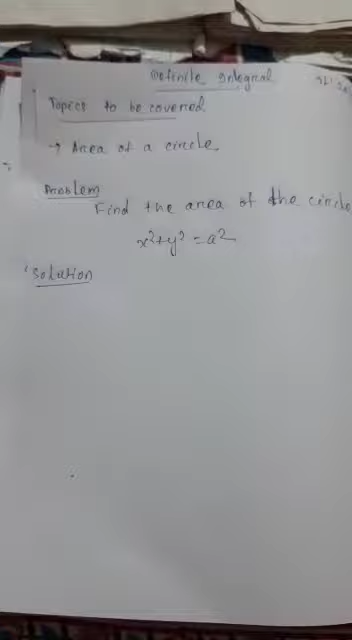 Definite Integral
Topics to be covered
→ Area of a circle
Problem
Find the area of the circle
x²+y² = a²
Solution